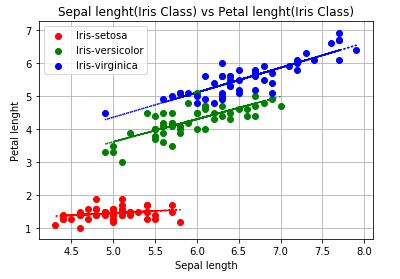 Sepal lenght(Iris Class) vs Petal lenght(Iris Class)
Iris-setosa
Iris-versicolor
Iris-virginica
Petal lenght
7
6
5
4
3
2
1
4.5 5.0 5.5 6.0 6.5 7.0 7.5 8.0
Sepal length